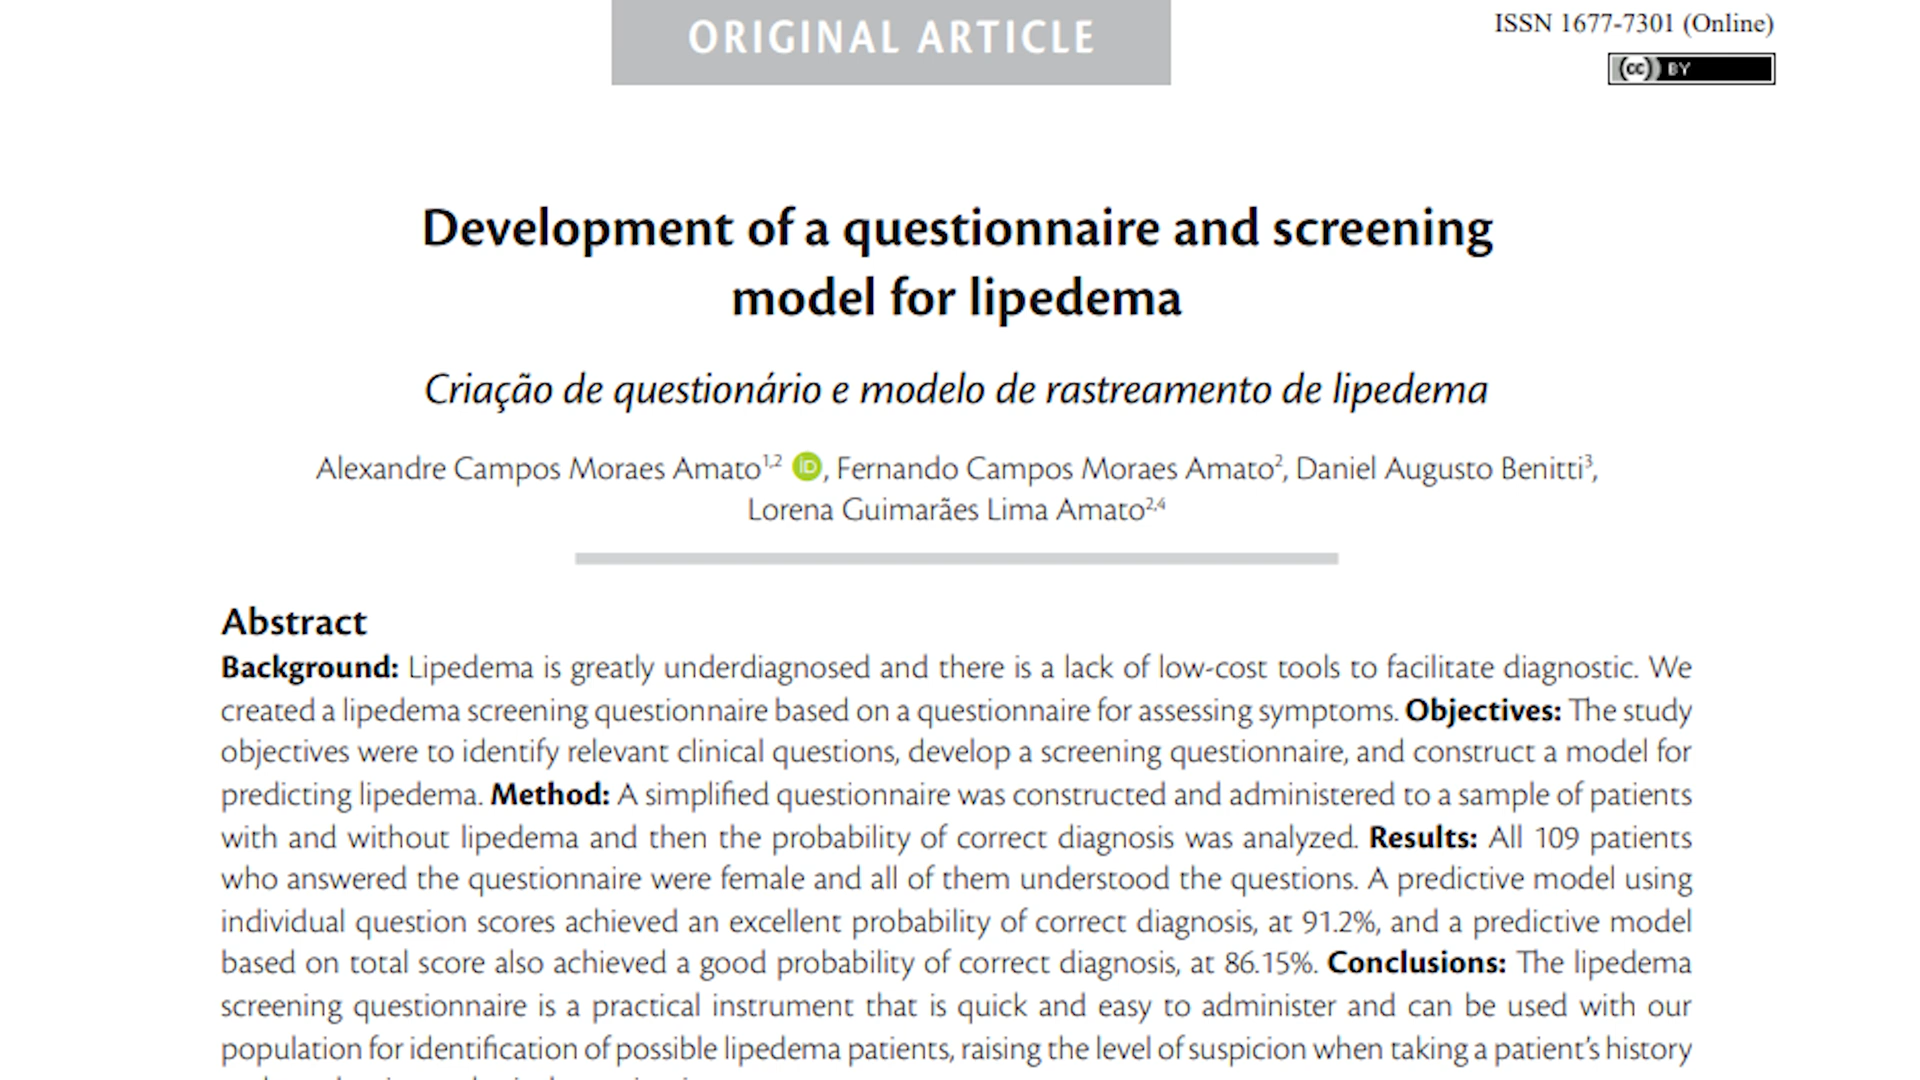 ORIGINAL ARTICLE
ISSN 1677-7301 (Online)
cc BY
Development of a questionnaire and screening
model for lipedema
Criação de questionário e modelo de rastreamento de lipedema
Alexandre Campos Moraes Amato1,2 iD, Fernando Campos Moraes Amato2, Daniel Augusto Benitti3,
Lorena Guimarães Lima Amato2,4
Abstract
Background: Lipedema is greatly underdiagnosed and there is a lack of low-cost tools to facilitate diagnostic. We
created a lipedema screening questionnaire based on a questionnaire for assessing symptoms. Objectives: The study
objectives were to identify relevant clinical questions, develop a screening questionnaire, and construct a model for
predicting lipedema. Method: A simplified questionnaire was constructed and administered to a sample of patients
with and without lipedema and then the probability of correct diagnosis was analyzed. Results: All 109 patients
who answered the questionnaire were female and all of them understood the questions. A predictive model using
individual question scores achieved an excellent probability of correct diagnosis, at 91.2%, and a predictive model
based on total score also achieved a good probability of correct diagnosis, at 86.15%. Conclusions: The lipedema
screening questionnaire is a practical instrument that is quick and easy to administer and can be used with our
population for identification of possible lipedema patients, raising the level of suspicion when taking a patient's history